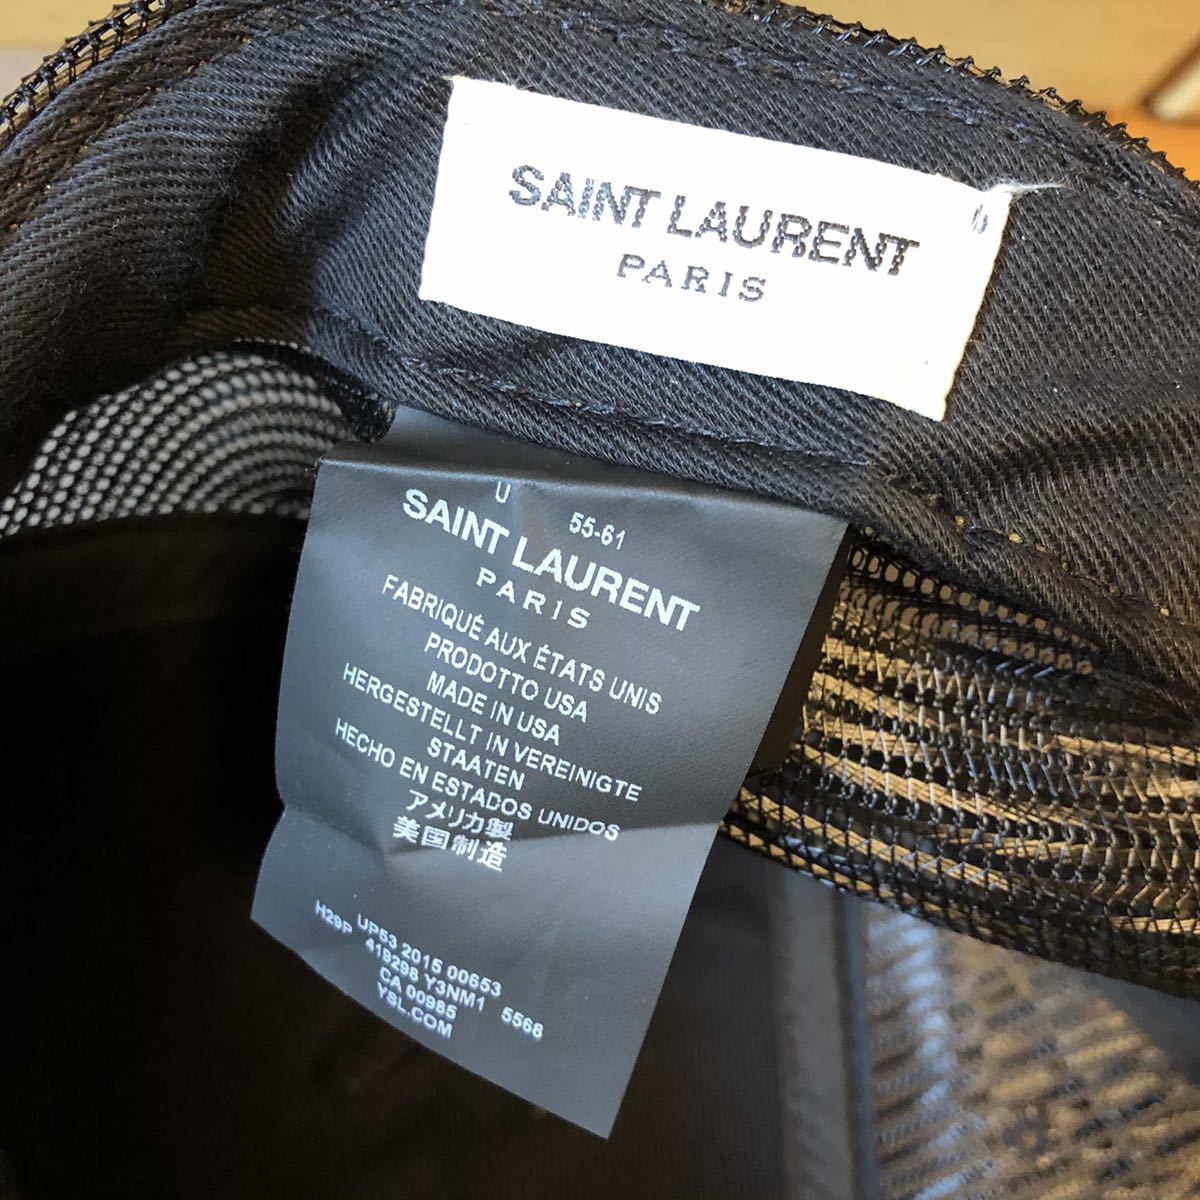 SAINT LAURENT
PARIS
U 55-61
SAINT LAURENT
PARIS
FABRIQUÉ AUX ÉTATS UNIS
PRODOTTO USA
MADE IN USA
HERGESTELLT IN VEREINIGTE
STAATEN
HECHO EN ESTADOS UNIDOS
アメリカ製
美国制造
UP53 2015 00653
H29P 419298 Y3NM1 5568
CA 00985
YSL.COM